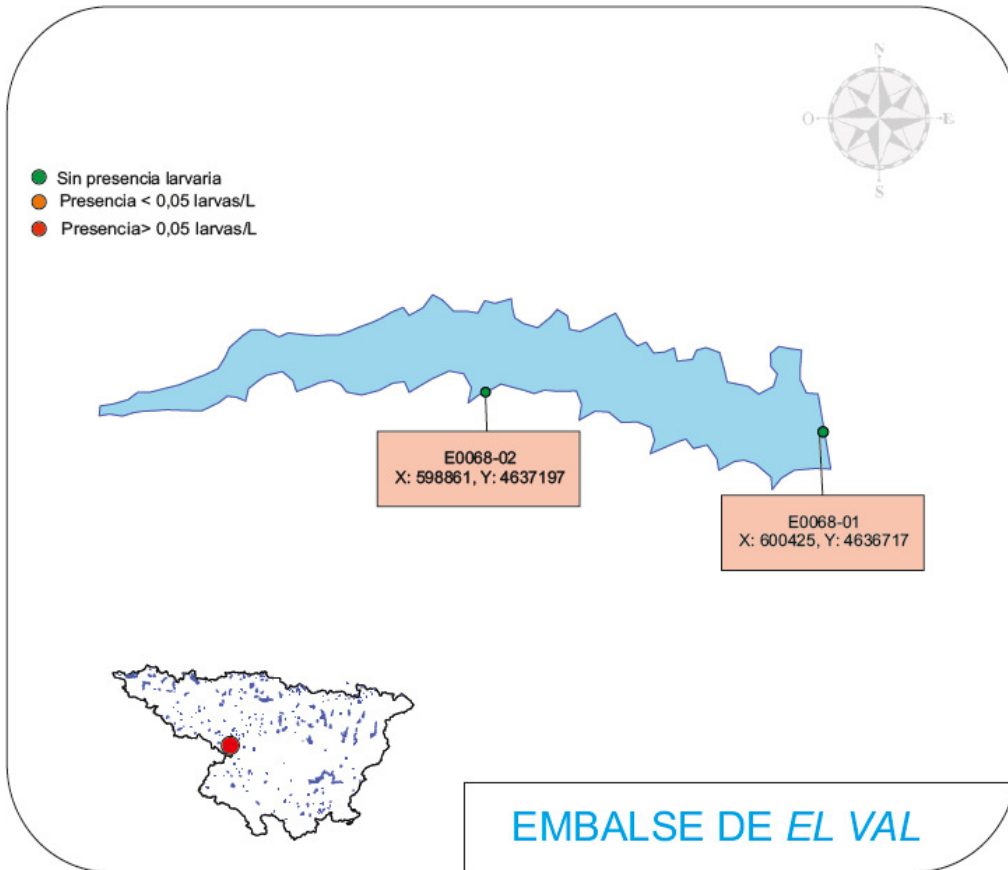 N
O
E
S
Sin presencia larvaria
Presencia < 0,05 larvas/L
Presencia> 0,05 larvas/L
E0068-02
X: 598861, Y: 4637197
E0068-01
X: 600425, Y: 4636717
EMBALSE DE EL VAL